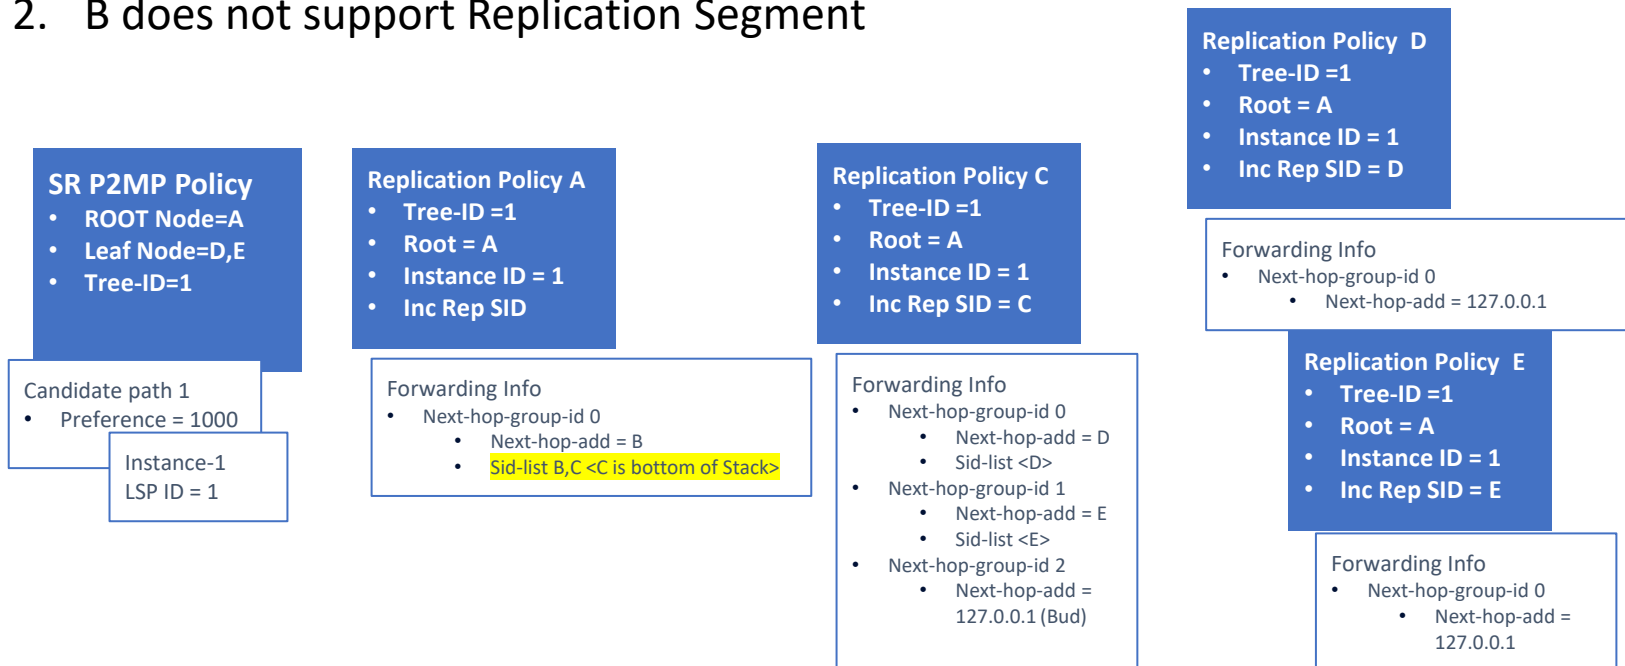 2. B does not support Replication Segment
SR P2MP Policy
• ROOT Node=A
• Leaf Node=D,E
• Tree-ID=1
Candidate path 1
• Preference = 1000
Instance-1
LSP ID = 1
Replication Policy A
• Tree-ID =1
• Root = A
• Instance ID = 1
• Inc Rep SID
Forwarding Info
• Next-hop-group-id 0
• Next-hop-add = B
• Sid-list B,C <C is bottom of Stack>
Replication Policy C
• Tree-ID =1
• Root = A
• Instance ID = 1
• Inc Rep SID = C
Forwarding Info
• Next-hop-group-id 0
• Next-hop-add = D
• Sid-list <D>
• Next-hop-group-id 1
• Next-hop-add = E
• Sid-list <E>
• Next-hop-group-id 2
• Next-hop-add =
127.0.0.1 (Bud)
Replication Policy D
• Tree-ID =1
• Root = A
• Instance ID = 1
• Inc Rep SID = D
Forwarding Info
• Next-hop-group-id 0
• Next-hop-add = 127.0.0.1
Replication Policy E
• Tree-ID =1
• Root = A
• Instance ID = 1
• Inc Rep SID = E
Forwarding Info
• Next-hop-group-id 0
• Next-hop-add =
127.0.0.1